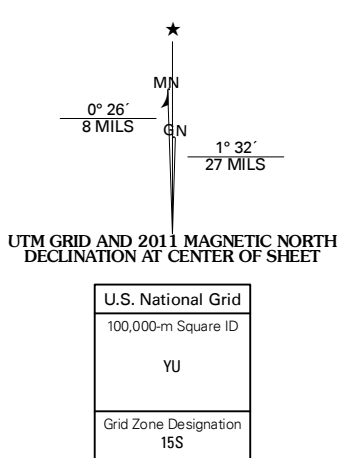 ★
MN
0° 26´
8 MILS
GN
1° 32´
27 MILS
UTM GRID AND 2011 MAGNETIC NORTH
DECLINATION AT CENTER OF SHEET
U.S. National Grid
100,000-m Square ID
YU
Grid Zone Designation
15S